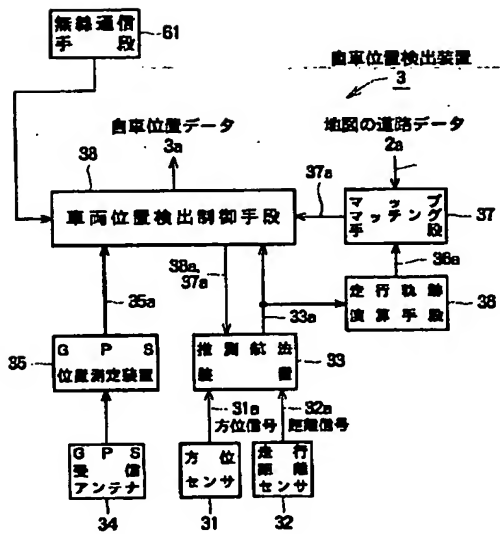 無線通信
手段
61
自車位置検出装置
3
自車位置データ
3a
地図の道路データ
2a
38
車両位置検出制御手段
37a
マップ
マッチング
手段
37
36a
走行軌跡
演算手段
38
38a,
37a
33a
35a
GPS
位置測定装置
35
推測航法
装置
33
31a
方位信号
32a
距離信号
GPS
受信
アンテナ
34
方位
センサ
31
走行
距離
センサ
32